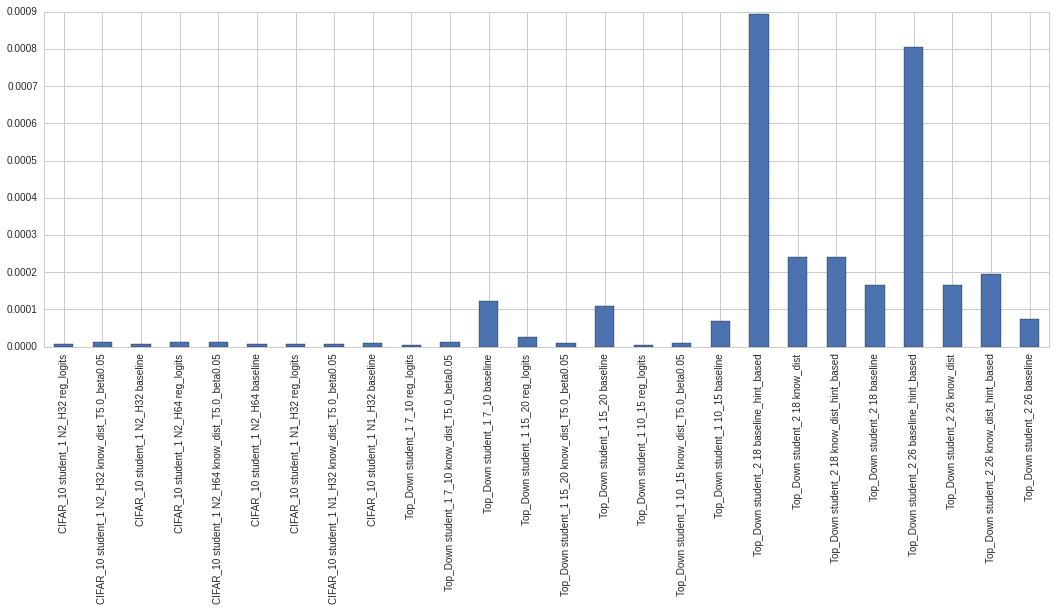 0.0009
0.0008
0.0007
0.0006
0.0005
0.0004
0.0003
0.0002
0.0001
0.0000
CIFAR_10 student_1 N2_H32 reg_logits
CIFAR_10 student_1 N2_H32 know_dist_T5.0_beta0.05
CIFAR_10 student_1 N2_H32 baseline
CIFAR_10 student_1 N2_H64 reg_logits
CIFAR_10 student_1 N2_H64 know_dist_T5.0_beta0.05
CIFAR_10 student_1 N2_H64 baseline
CIFAR_10 student_1 N1_H32 reg_logits
CIFAR_10 student_1 N1_H32 know_dist_T5.0_beta0.05
CIFAR_10 student_1 N1_H32 baseline
Top_Down student_1 7_10 reg_logits
Top_Down student_1 7_10 know_dist_T5.0_beta0.05
Top_Down student_1 7_10 baseline
Top_Down student_1 15_20 reg_logits
Top_Down student_1 15_20 know_dist_T5.0_beta0.05
Top_Down student_1 15_20 baseline
Top_Down student_1 10_15 reg_logits
Top_Down student_1 10_15 know_dist_T5.0_beta0.05
Top_Down student_1 10_15 baseline
Top_Down student_2 18 baseline_hint_based
Top_Down student_2 18 know_dist
Top_Down student_2 18 know_dist_hint_based
Top_Down student_2 18 baseline
Top_Down student_2 26 baseline_hint_based
Top_Down student_2 26 know_dist
Top_Down student_2 26 know_dist_hint_based
Top_Down student_2 26 baseline